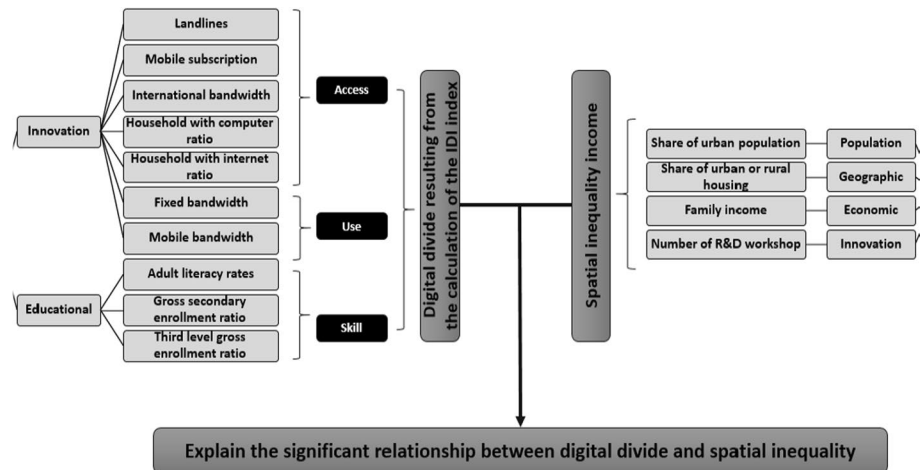 Landlines
Mobile subscription
International bandwidth
Innovation
Household with computer
ratio
Household with internet
ratio
Fixed bandwidth
Mobile bandwidth
Adult literacy rates
Educational
Gross secondary
enrollment ratio
Third level gross
enrollment ratio
Access
Use
Skill
Digital divide resulting from
the calculation of the IDI index
Spatial inequality income
Share of urban population
Population
Share of urban or rural
housing
Geographic
Family income
Economic
Number of R&D workshop
Innovation
Explain the significant relationship between digital divide and spatial inequality